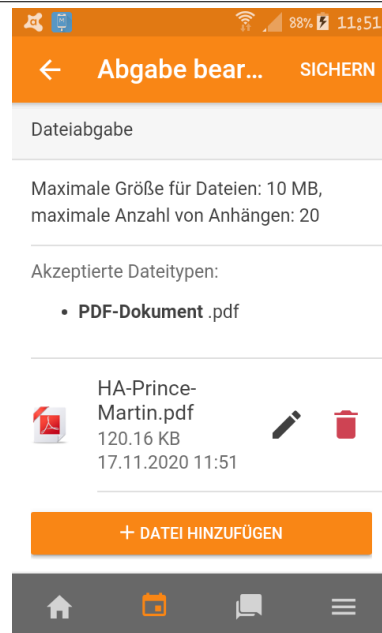 88% 11:51
Abgabe bear... SICHERN
Dateiabgabe
Maximale Größe für Dateien: 10 MB,
maximale Anzahl von Anhängen: 20
Akzeptierte Dateitypen:
• PDF-Dokument .pdf
HA-Prince-
Martin.pdf
120.16 KB
17.11.2020 11:51
+ DATEI HINZUFÜGEN